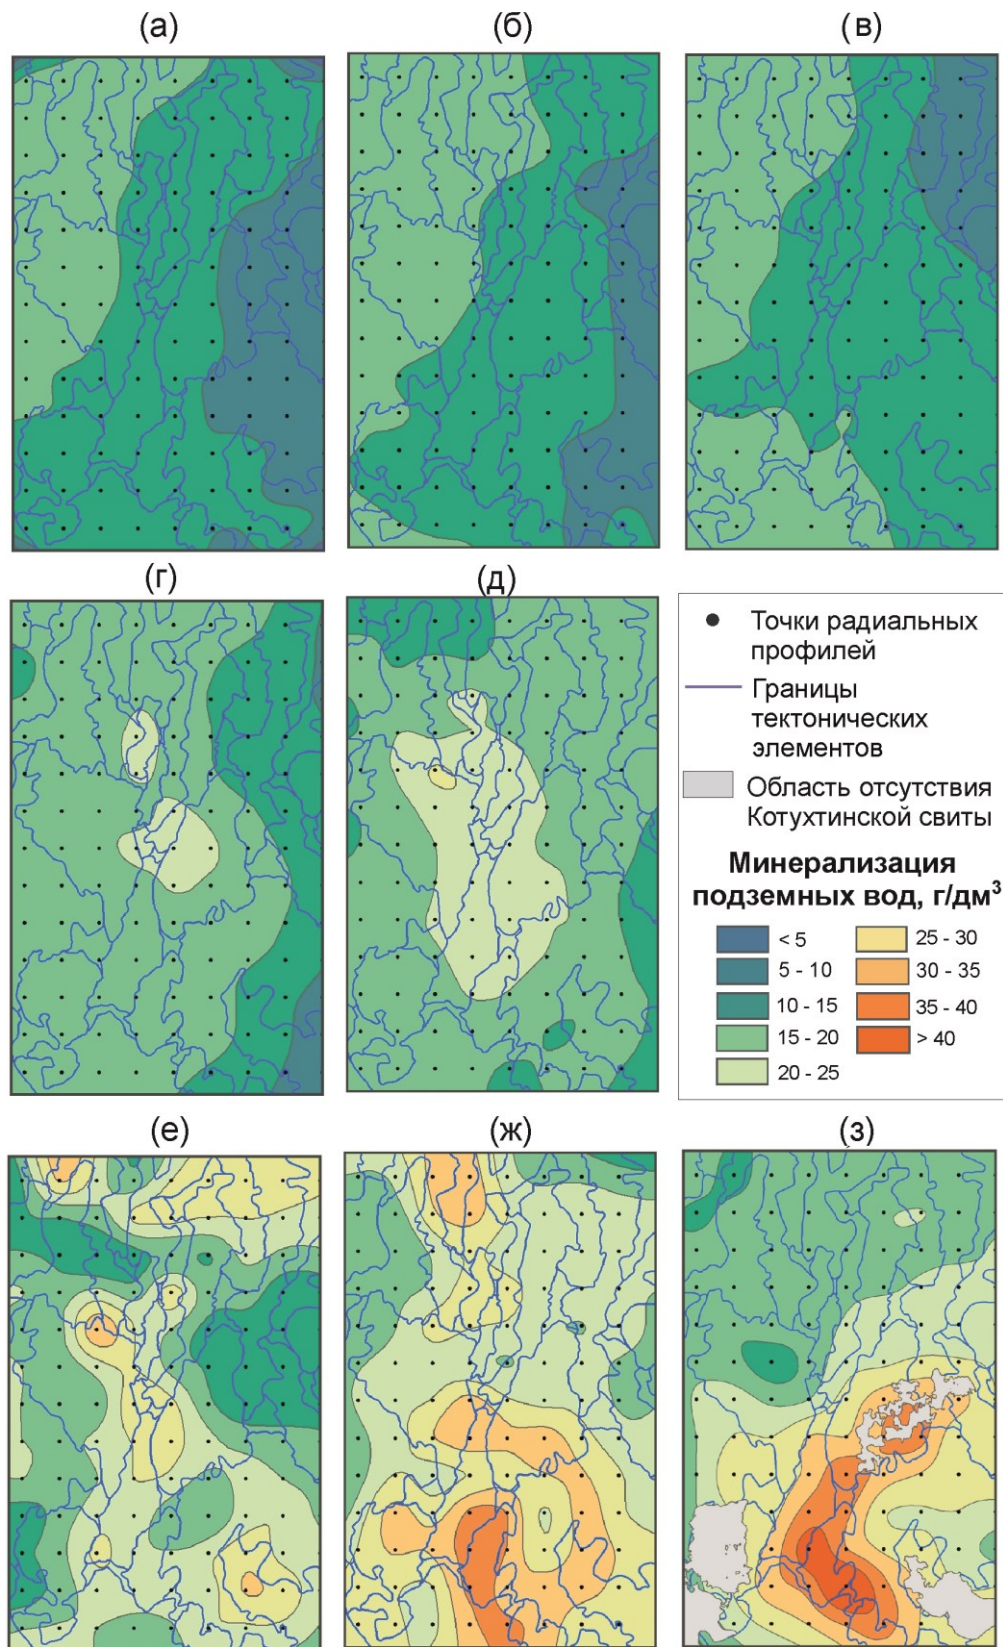 (а)
(б)
(в)
(г)
(д)
Точки радиальных
профилей
Границы
тектонических
элементов
Область отсутствия
Котухтинской свиты
Минерализация
подземных вод, г/дм³
< 5
5 - 10
10 - 15
15 - 20
20 - 25
25 - 30
30 - 35
35 - 40
> 40
(е)
(ж)
(з)